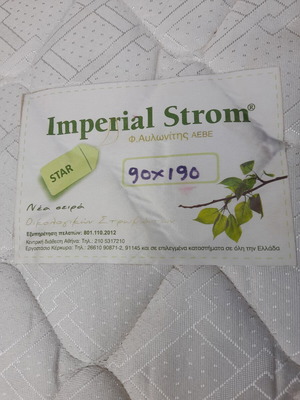 Imperial Strom®
Φ.Αυλωνίτης ΑΕΒΕ
STAR
90x190
Νέα σειρά
Εξυπηρέτηση πελατών: 801.110.2012
Κεντρική διάθεση Αθήνα: Τηλ.: 210 5317210
Εργοστάσιο Κέρκυρα: Τηλ.: 26610 90871-2, 91145 και σε επιλεγμένα καταστήματα σε όλη την Ελλάδα